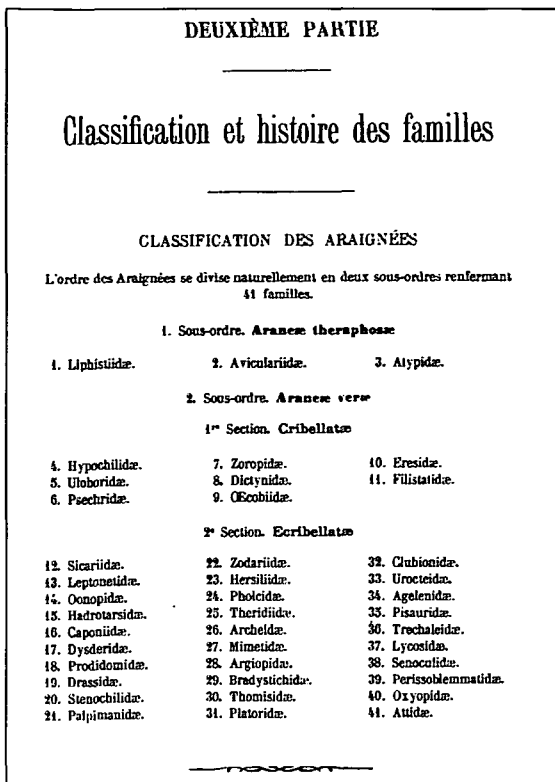 DEUXIÈME PARTIE
Classification et histoire des familles
CLASSIFICATION DES ARAIGNÉES
L'ordre des Araignées se divise naturellement en deux sous-ordres renfermant
41 familles.
1. Sous-ordre. Araneæ theraphosæ
1. Liphistiidæ. 2. Aviculariidæ. 3. Atypidæ.
2. Sous-ordre. Araneæ veræ
1re Section. Cribellatæ
4. Hypochilidæ. 7. Zoropidæ. 10. Eresidæ.
5. Uloboridæ. 8. Dictynidæ. 11. Filistatidæ.
6. Psechridæ. 9. Œcobiidæ.
2e Section. Ecribellatæ
12. Sicariidæ. 22. Zodariidæ. 32. Clubionidæ.
13. Leptonetidæ. 23. Hersiliidæ. 33. Urocteidæ.
14. Oonopidæ. 24. Pholcidæ. 34. Agelenidæ.
15. Hadrotarsidæ. 25. Theridiidæ. 35. Pisauridæ.
16. Caponiidæ. 26. Archeidæ. 36. Trechaleidæ.
17. Dysderidæ. 27. Mimetidæ. 37. Lycosidæ.
18. Prodidomidæ. 28. Argiopidæ. 38. Senoculidæ.
19. Drassidæ. 29. Bradystichidæ. 39. Perissoblemmatidæ.
20. Stenochilidæ. 30. Thomisidæ. 40. Oxyopidæ.
21. Palpimanidæ. 31. Platoridæ. 41. Attidæ.